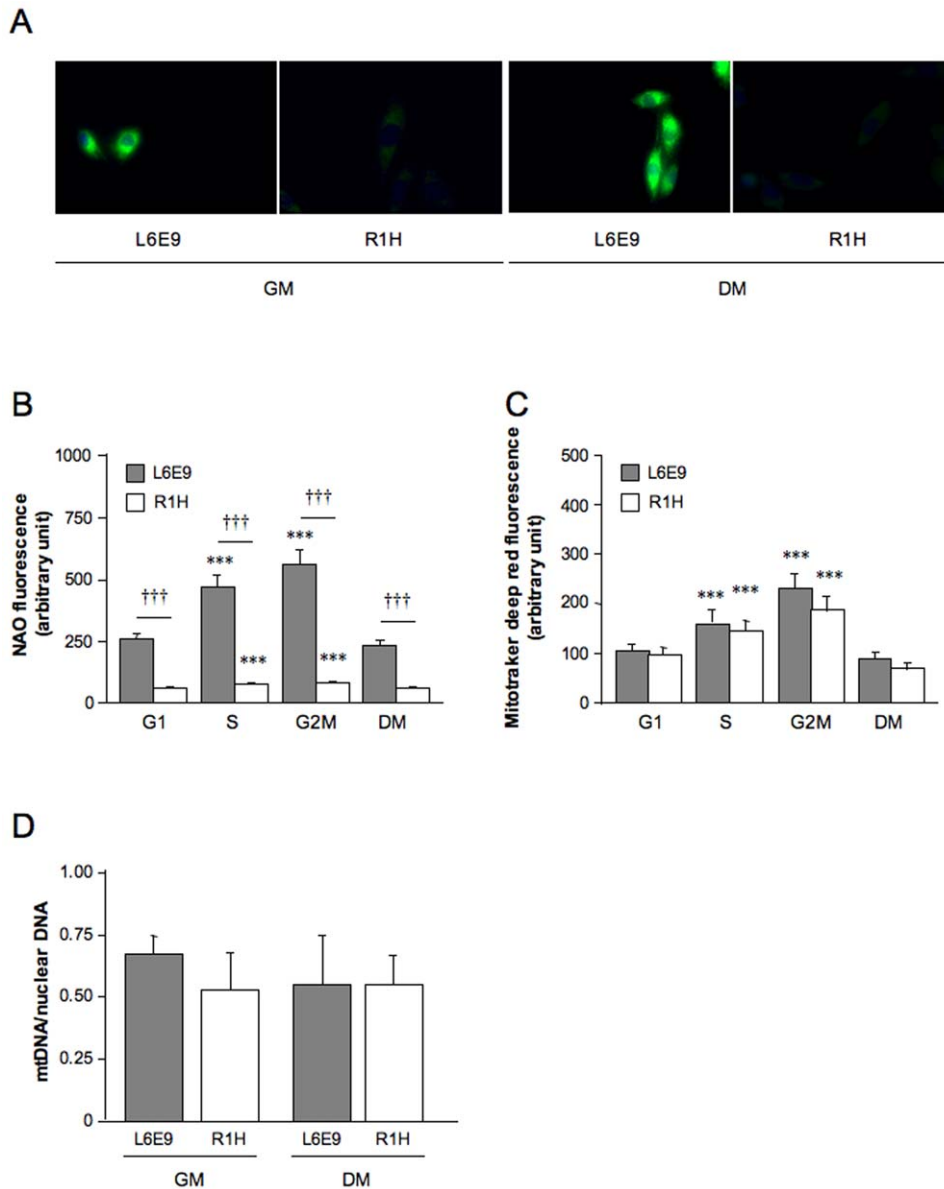 A
L6E9 R1H L6E9 R1H
GM DM
B
NAO fluorescence
(arbitrary unit)
1000
750
500
250
0
L6E9
R1H
†††
***
†††
***
†††
***
***
†††
G1 S G2M DM
C
Mitotraker deep red fluorescence
(arbitrary unit)
500
400
300
200
100
0
L6E9
R1H
***
***
***
***
G1 S G2M DM
D
mtDNA/nuclear DNA
1.00
0.75
0.50
0.25
0
L6E9 R1H L6E9 R1H
GM DM